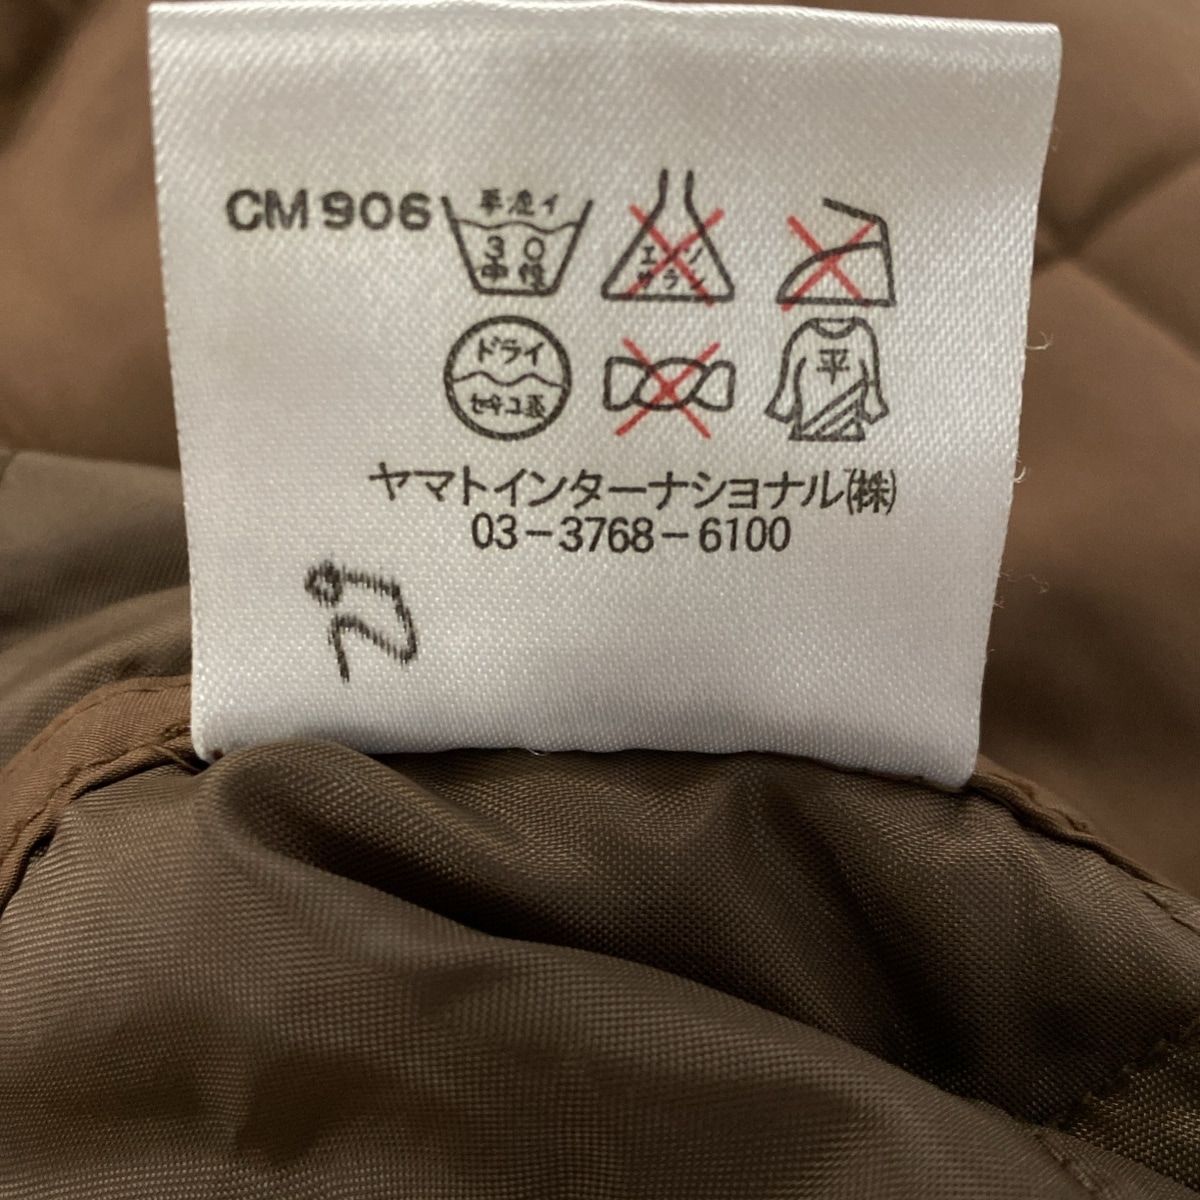 CM906
手洗イ
30
中性
エンソ
サラシ
ドライ
セキユ系
平
ヤマトインターナショナル(株)
03-3768-6100